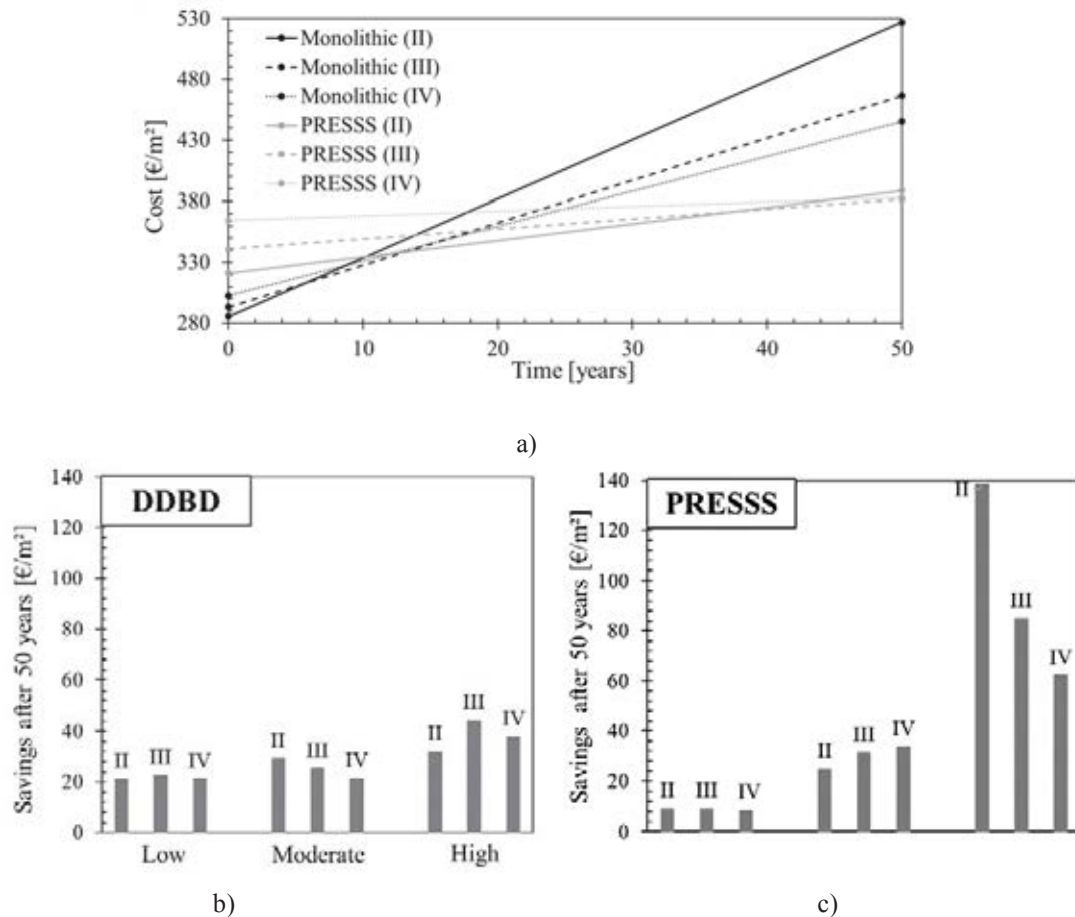 530
480
430
380
330
280
Cost [€/m²]
Monolithic (II)
Monolithic (III)
Monolithic (IV)
PRESSS (II)
PRESSS (III)
PRESSS (IV)
0 10 20 30 40 50
Time [years]
a)
140
120
100
80
60
40
20
0
Savings after 50 years [€/m²]
DDBD
II III IV
II III IV
II III IV
Low Moderate High
b)
140
120
100
80
60
40
20
0
Savings after 50 years [€/m²]
PRESSS
II III IV
II III IV
II III IV
c)